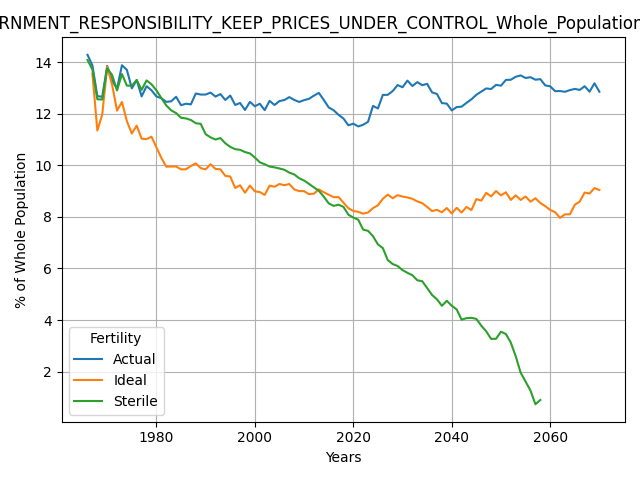 RNMENT_RESPONSIBILITY_KEEP_PRICES_UNDER_CONTROL_Whole_Population
14
12
10
8
6
4
2
% of Whole Population
Fertility
Actual
Ideal
Sterile
1980 2000 2020 2040 2060
Years